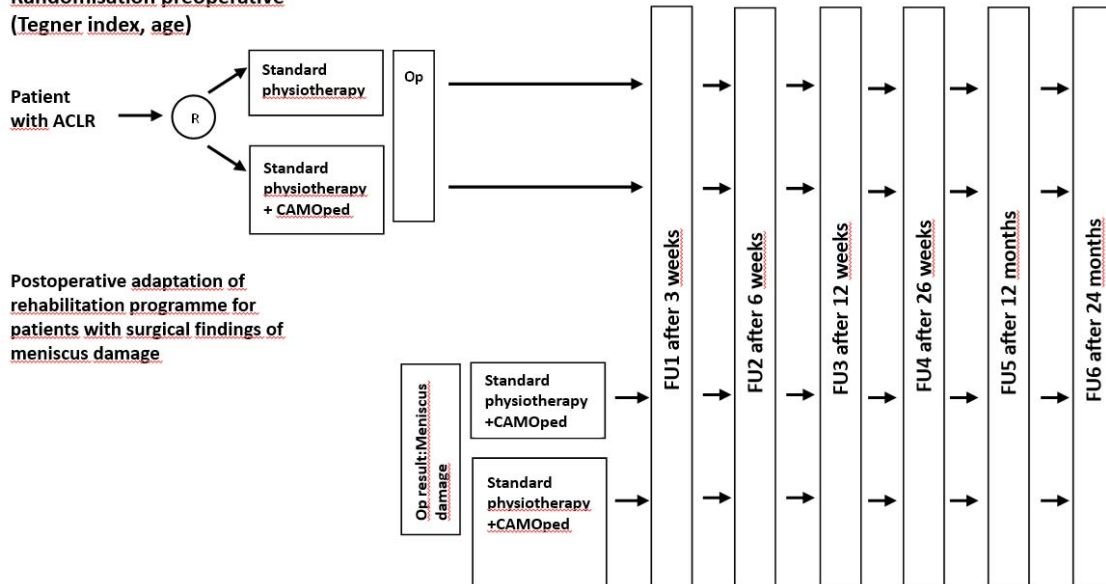 Randomisation preoperative
(Tegner index, age)
Patient
with ACLR
R
Standard
physiotherapy
Op
Standard
physiotherapy
+ CAMOped
Postoperative adaptation of
rehabilitation programme for
patients with surgical findings of
meniscus damage
Op result:Meniscus
damage
Standard
physiotherapy
+CAMOped
Standard
physiotherapy
+CAMOped
FU1 after 3 weeks
FU2 after 6 weeks
FU3 after 12 weeks
FU4 after 26 weeks
FU5 after 12 months
FU6 after 24 months